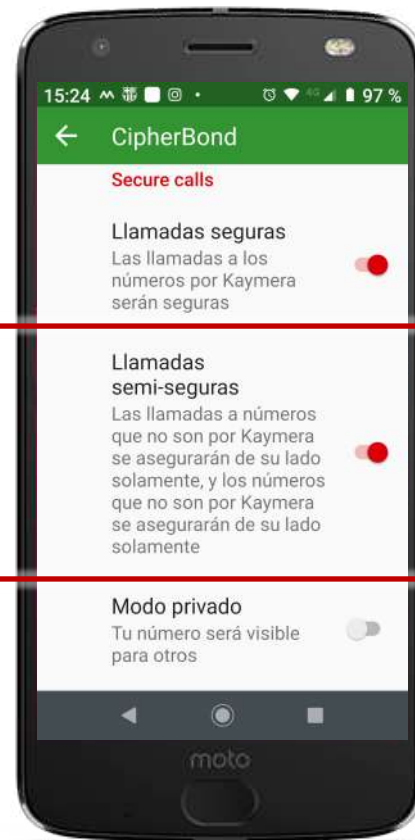 15:24 4G 97 %
CipherBond
Secure calls
Llamadas seguras
Las llamadas a los
números por Kaymera
serán seguras
Llamadas
semi-seguras
Las llamadas a números
que no son por Kaymera
se asegurarán de su lado
solamente, y los números
que no son por Kaymera
se asegurarán de su lado
solamente
Modo privado
Tu número será visible
para otros
moto